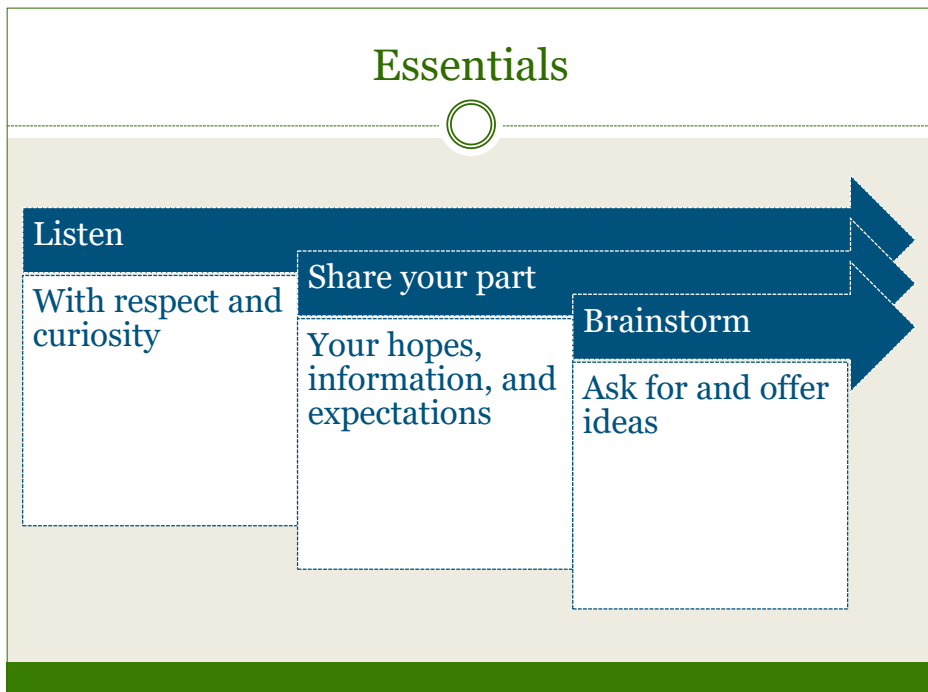 Essentials
Listen
With respect and
curiosity
Share your part
Your hopes,
information, and
expectations
Brainstorm
Ask for and offer
ideas